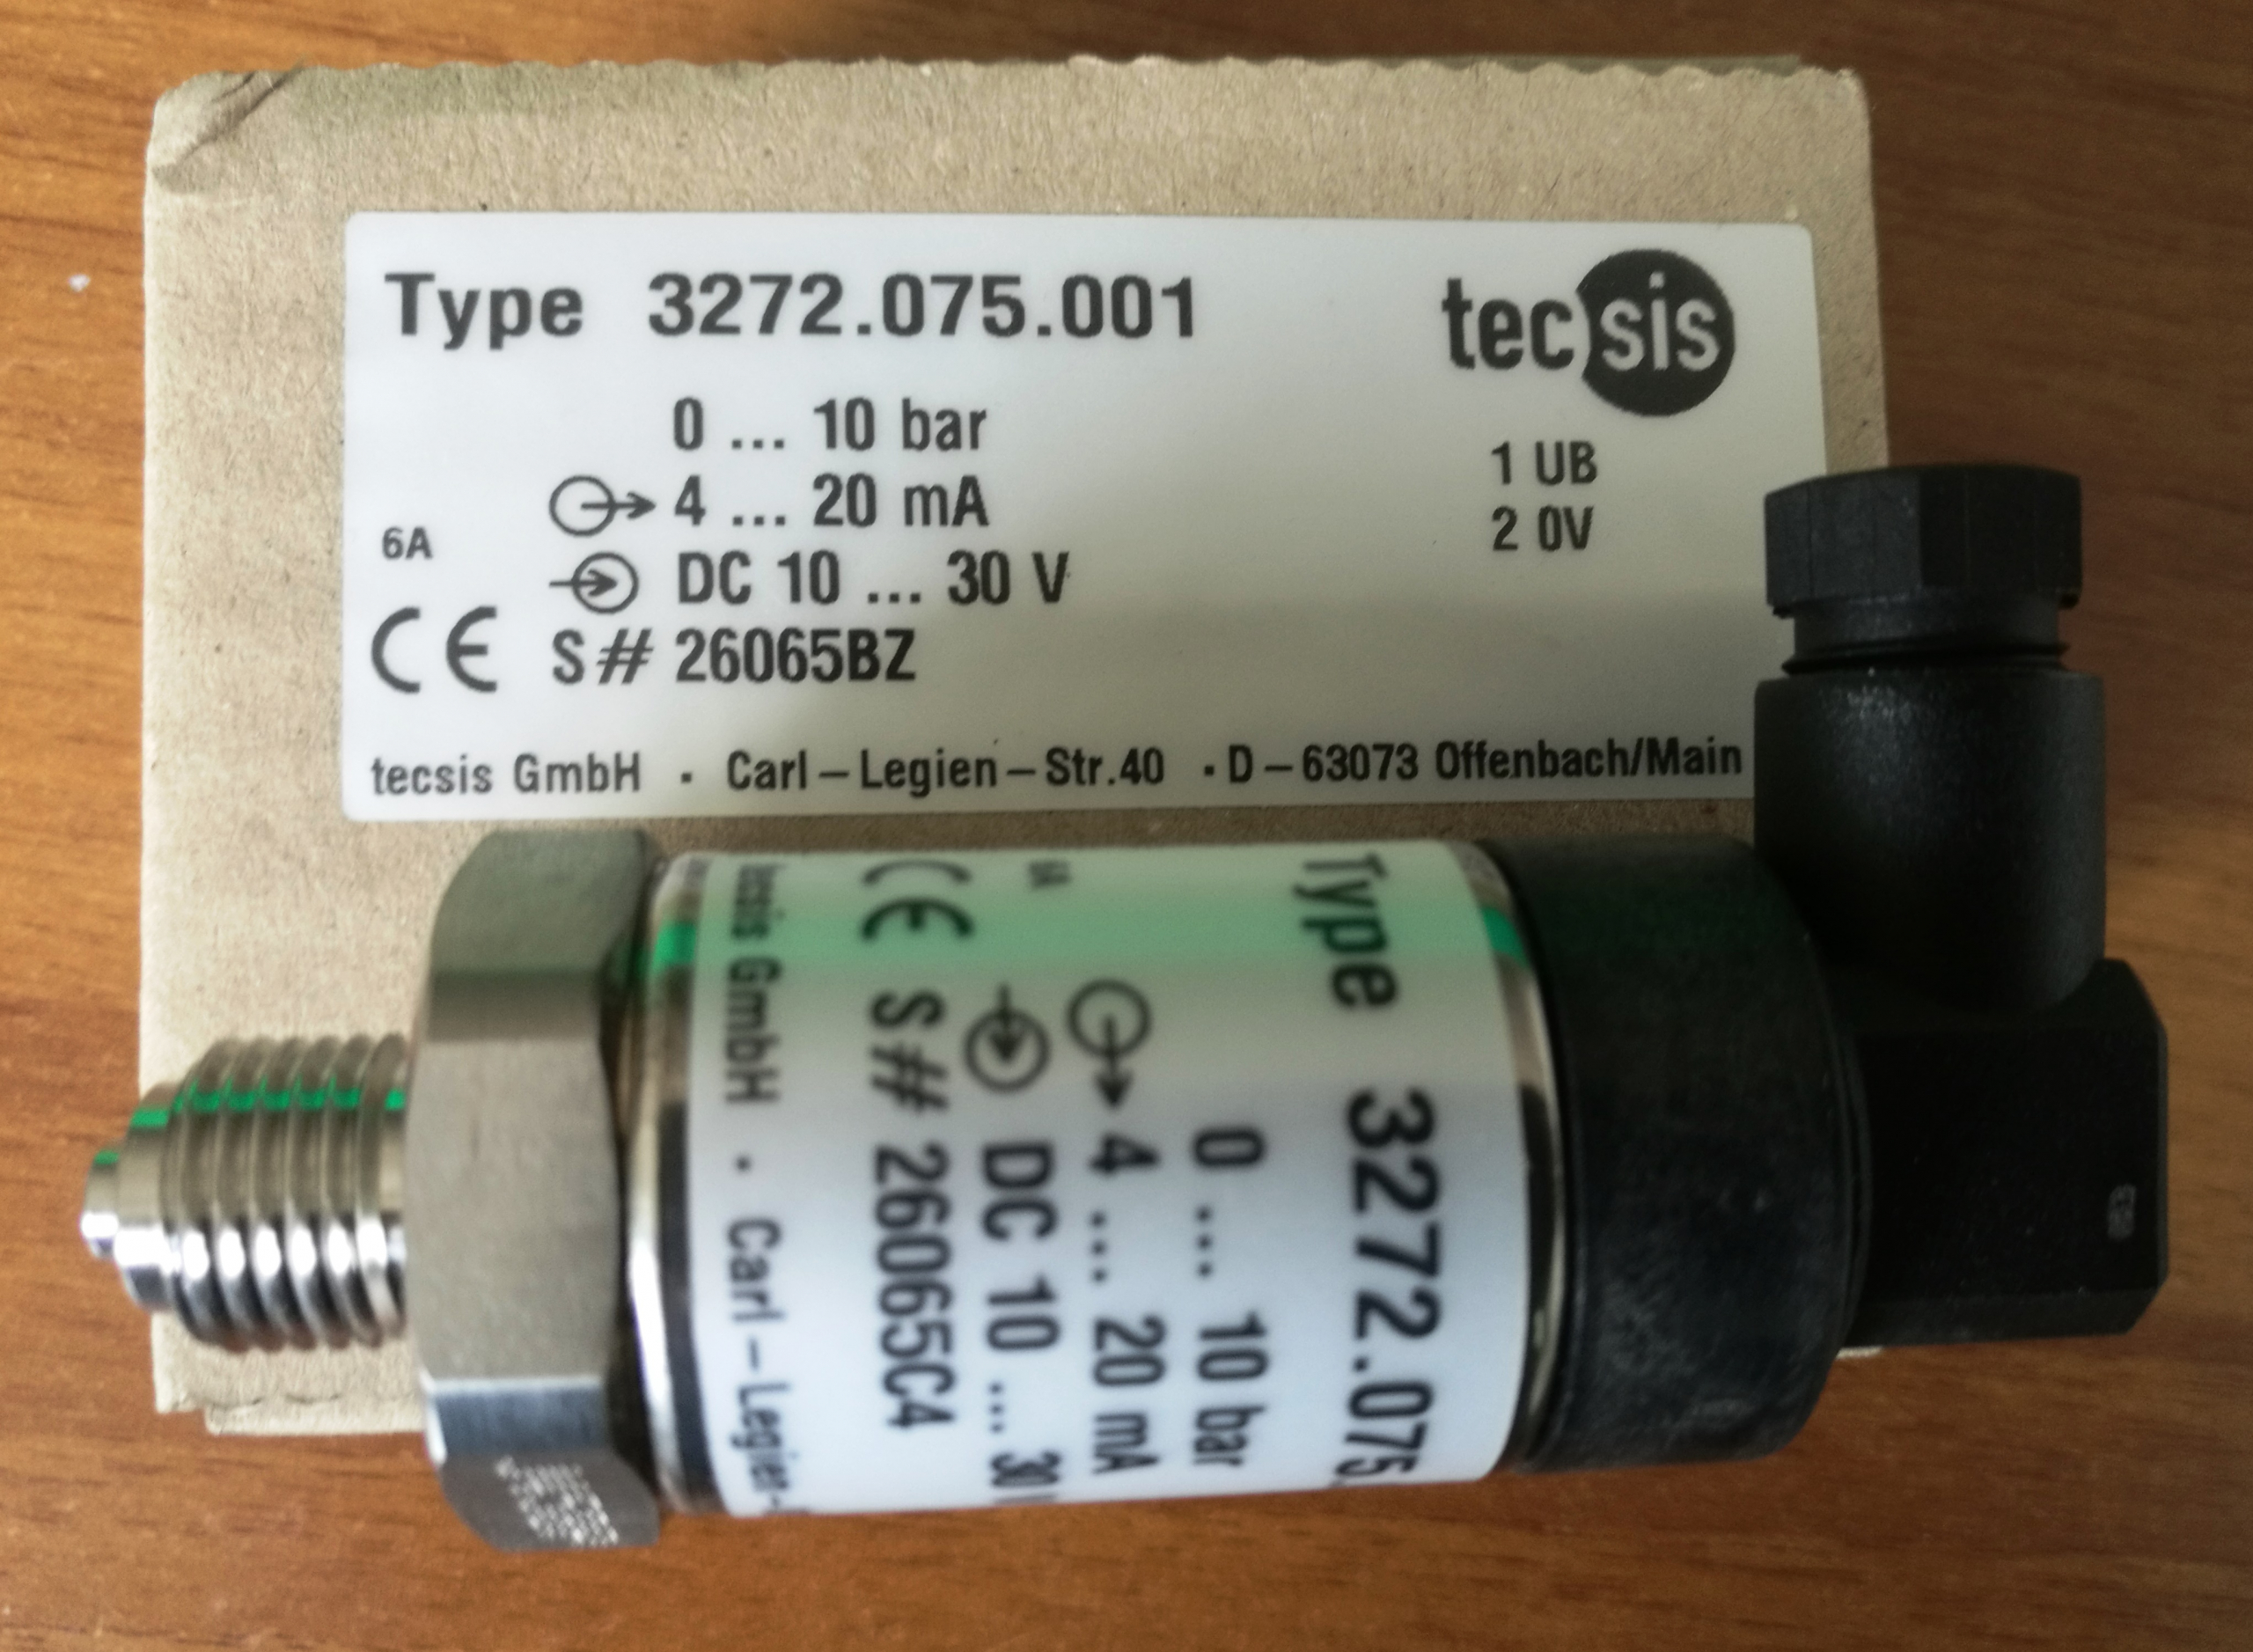 Type 3272.075.001
tecsis
0 ... 10 bar
4 ... 20 mA
DC 10 ... 30 V
1 UB
2 0V
6A
CE S# 26065BZ
tecsis GmbH · Carl–Legien–Str.40 · D–63073 Offenbach/Main
Type 3272.075.
0 ... 10 bar
4 ... 20 mA
6A
DC 10 ... 30
CE S# 26065C4
tecsis GmbH · Carl–Legien–